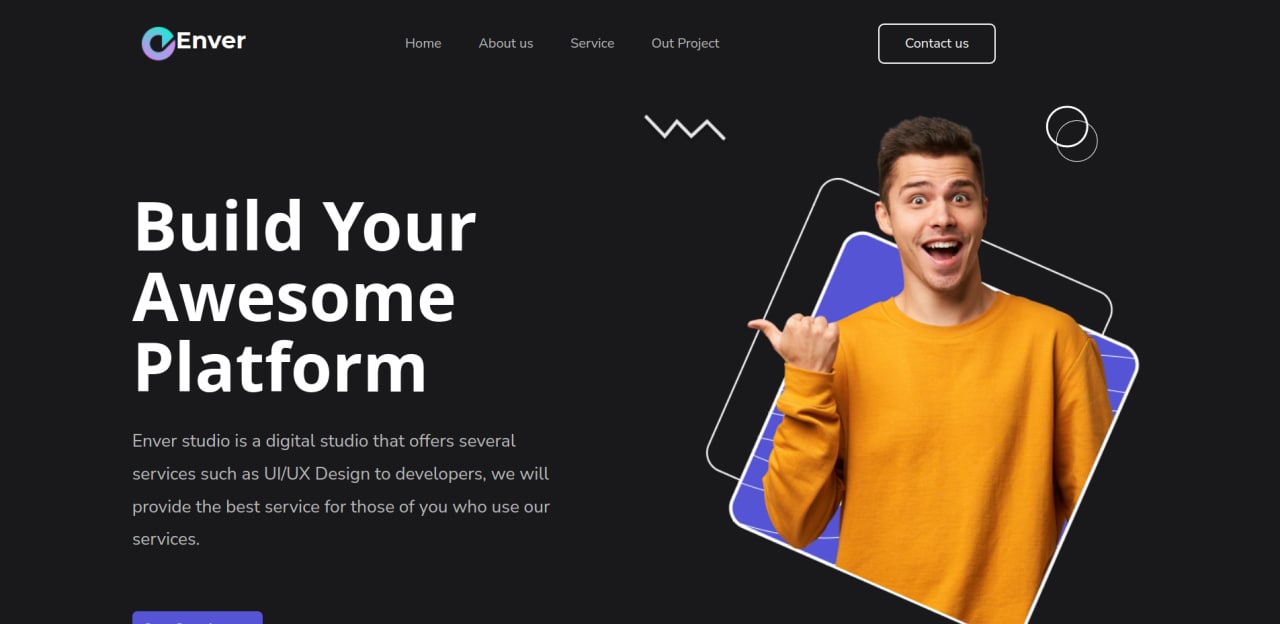 Enver
Home
About us
Service
Out Project
Contact us
Build Your
Awesome
Platform
Enver studio is a digital studio that offers several
services such as UI/UX Design to developers, we will
provide the best service for those of you who use our
services.